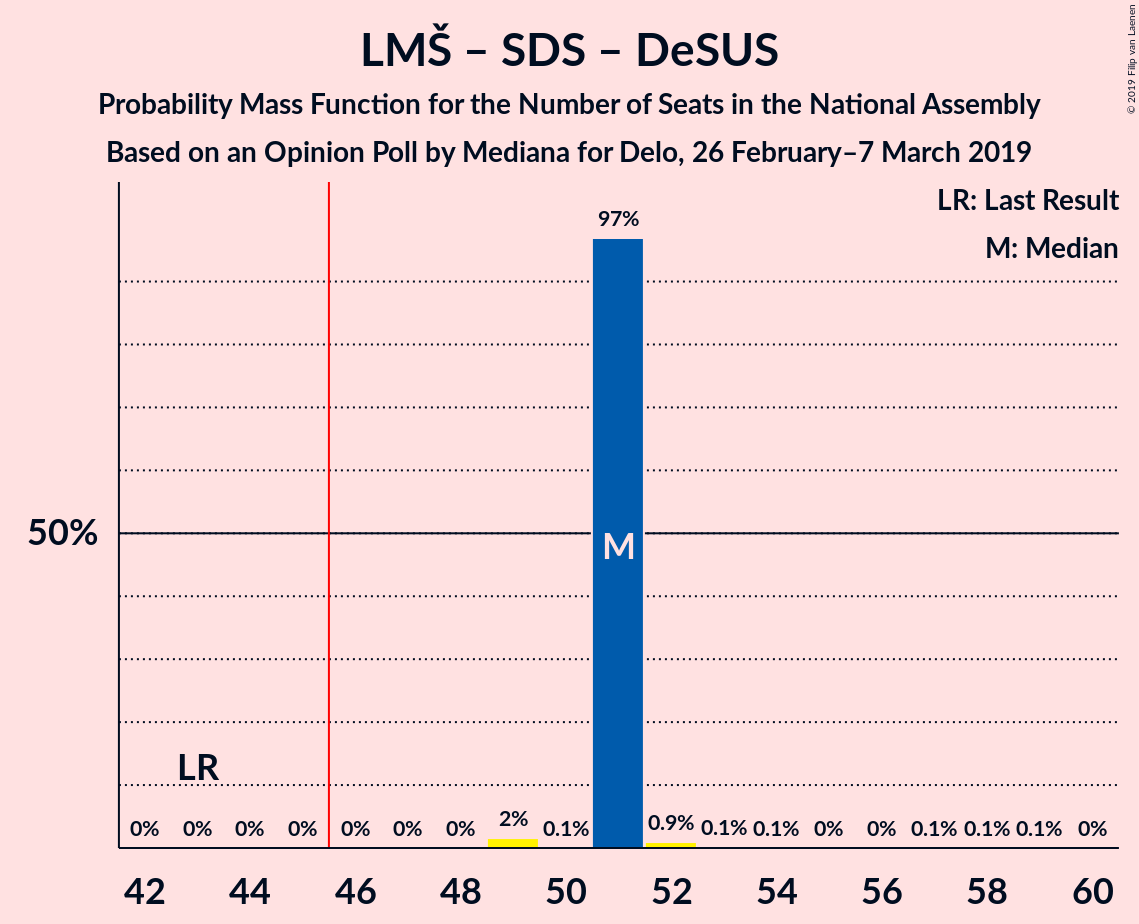 LMŠ – SDS – DeSUS
Probability Mass Function for the Number of Seats in the National Assembly
Based on an Opinion Poll by Mediana for Delo, 26 February–7 March 2019
© 2019 Filip van Laenen
LR: Last Result
M: Median
97%
50%
M
LR
0% 0% 0% 0% 0% 0% 0% 2% 0.1% 0.9% 0.1% 0.1% 0% 0% 0.1% 0.1% 0.1% 0%
42 44 46 48 50 52 54 56 58 60